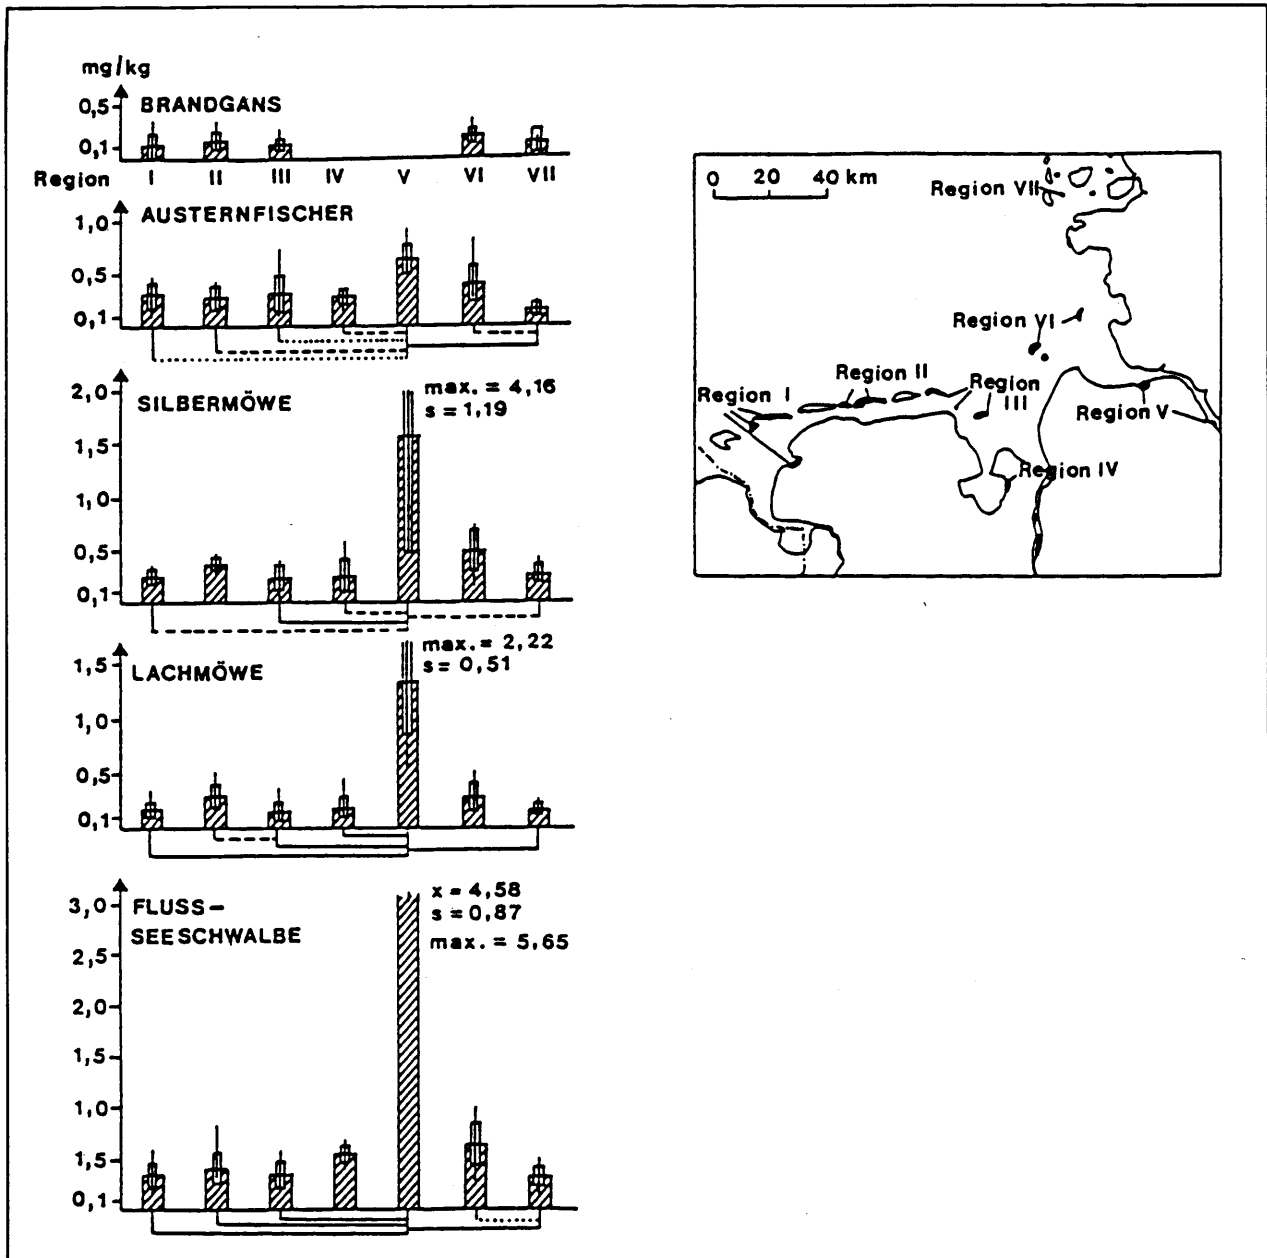 mg/kg
0,5
BRANDGANS
0,1
Region I II III IV V VI VII
AUSTERNFISCHER
1,0
0,5
0,1
2,0
SILBERMÖWE
max. = 4,16
s = 1,19
1,5
1,0
0,5
0,1
max. = 2,22
s = 0,51
1,5
LACHMÖWE
1,0
0,5
0,1
x = 4,58
s = 0,87
max. = 5,65
3,0
FLUSS-
SEESCHWALBE
2,5
2,0
1,5
1,0
1,5
0,1
0 20 40 km
Region VII
Region VI
Region II
Region I
Region
III
Region V
Region IV